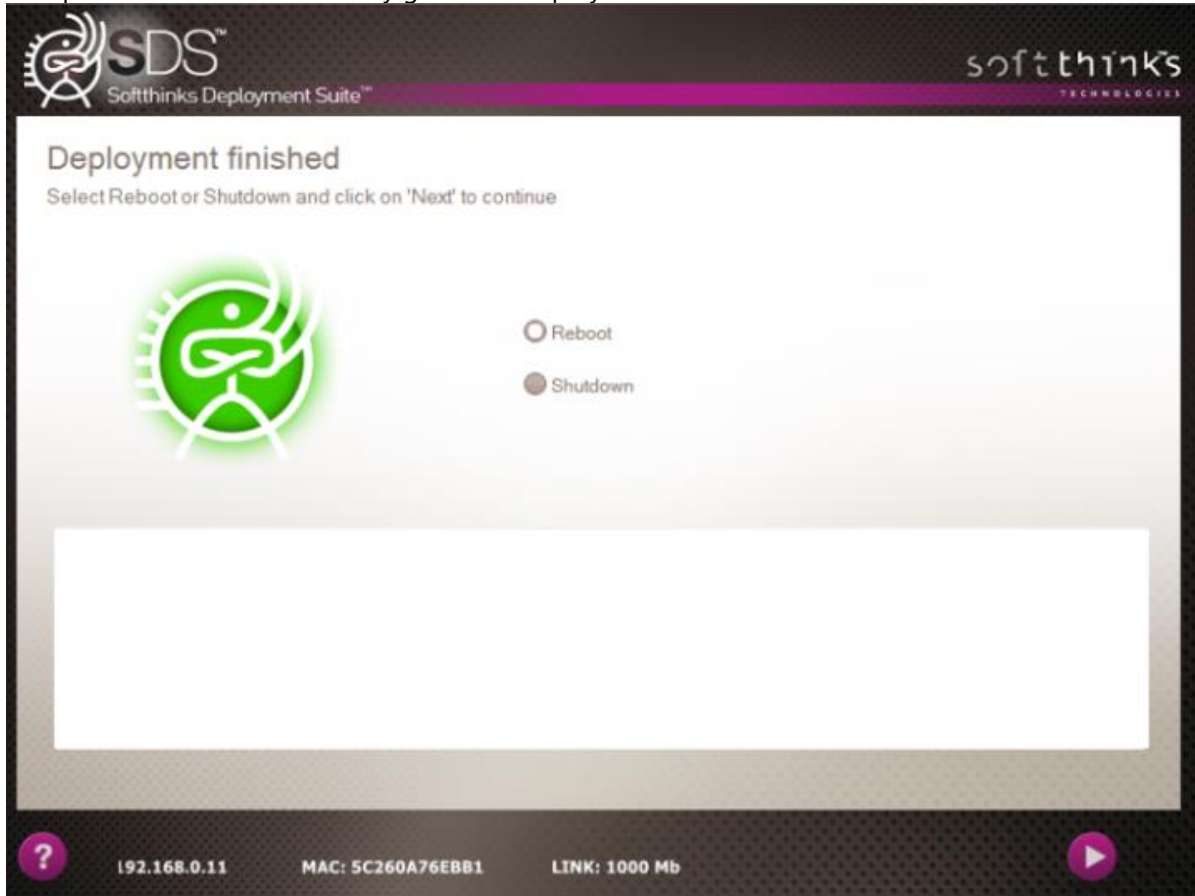 SDS™
Softthinks Deployment Suite™
softthinks
TECHNOLOGIES
Deployment finished
Select Reboot or Shutdown and click on 'Next' to continue
Reboot
Shutdown
?
192.168.0.11 MAC: 5C260A76EBB1 LINK: 1000 Mb